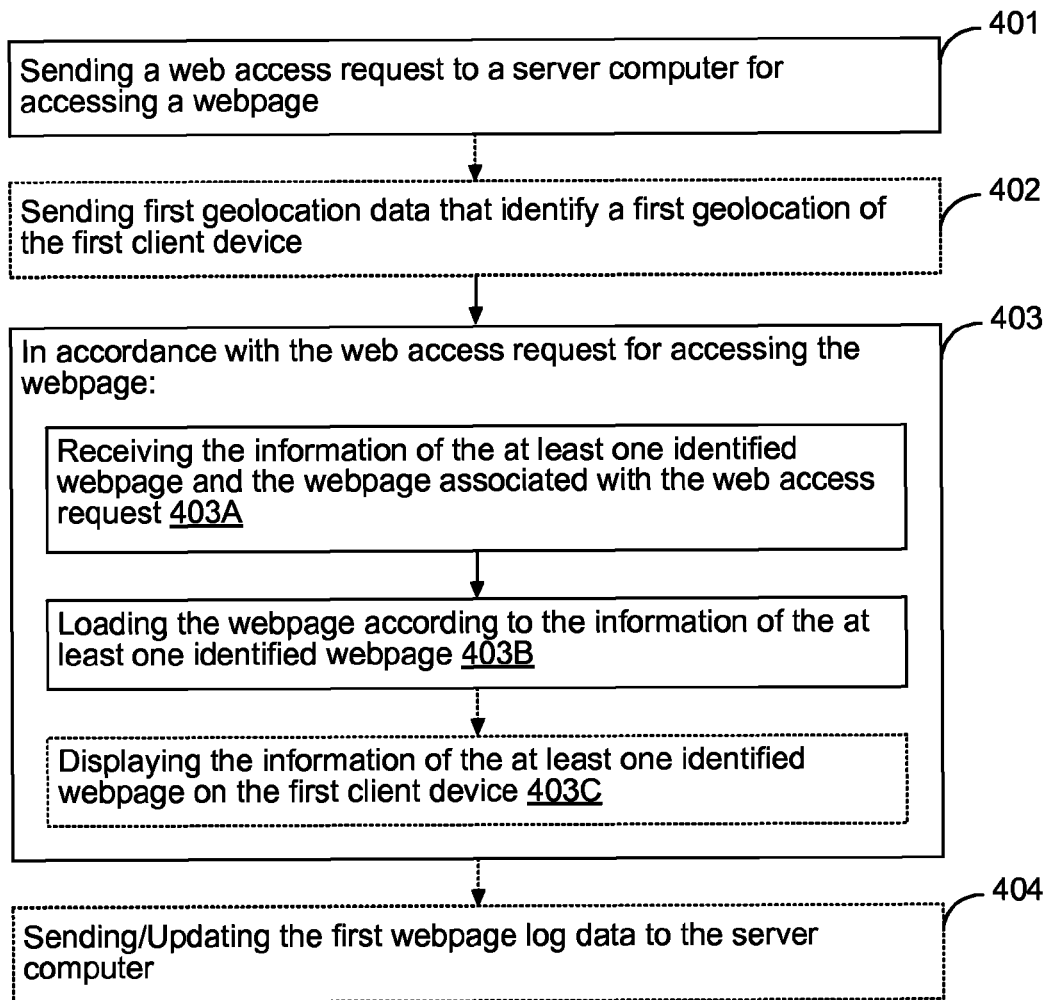 401
Sending a web access request to a server computer for
accessing a webpage
402
Sending first geolocation data that identify a first geolocation of
the first client device
403
In accordance with the web access request for accessing the
webpage:
Receiving the information of the at least one identified
webpage and the webpage associated with the web access
request 403A
Loading the webpage according to the information of the at
least one identified webpage 403B
Displaying the information of the at least one identified
webpage on the first client device 403C
404
Sending/Updating the first webpage log data to the server
computer